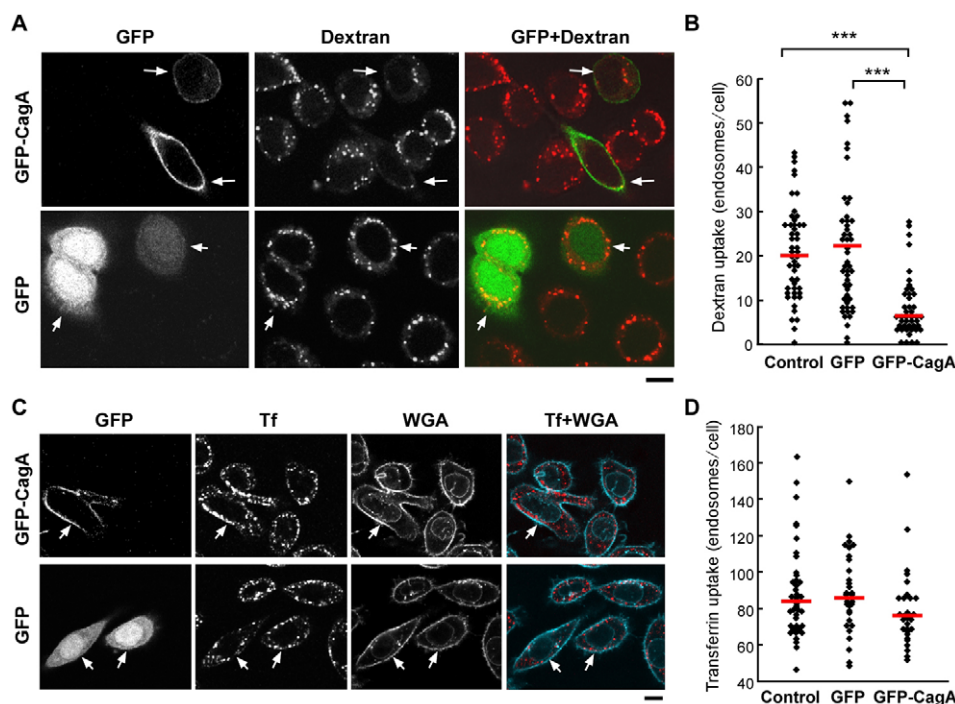 A
GFP
Dextran
GFP+Dextran
GFP-CagA
GFP
B
***
***
Dextran uptake (endosomes/cell)
60
50
40
30
20
10
0
Control GFP GFP-CagA
C
GFP
Tf
WGA
Tf+WGA
GFP-CagA
GFP
D
Transferrin uptake (endosomes/cell)
180
160
140
120
100
80
60
40
Control GFP GFP-CagA